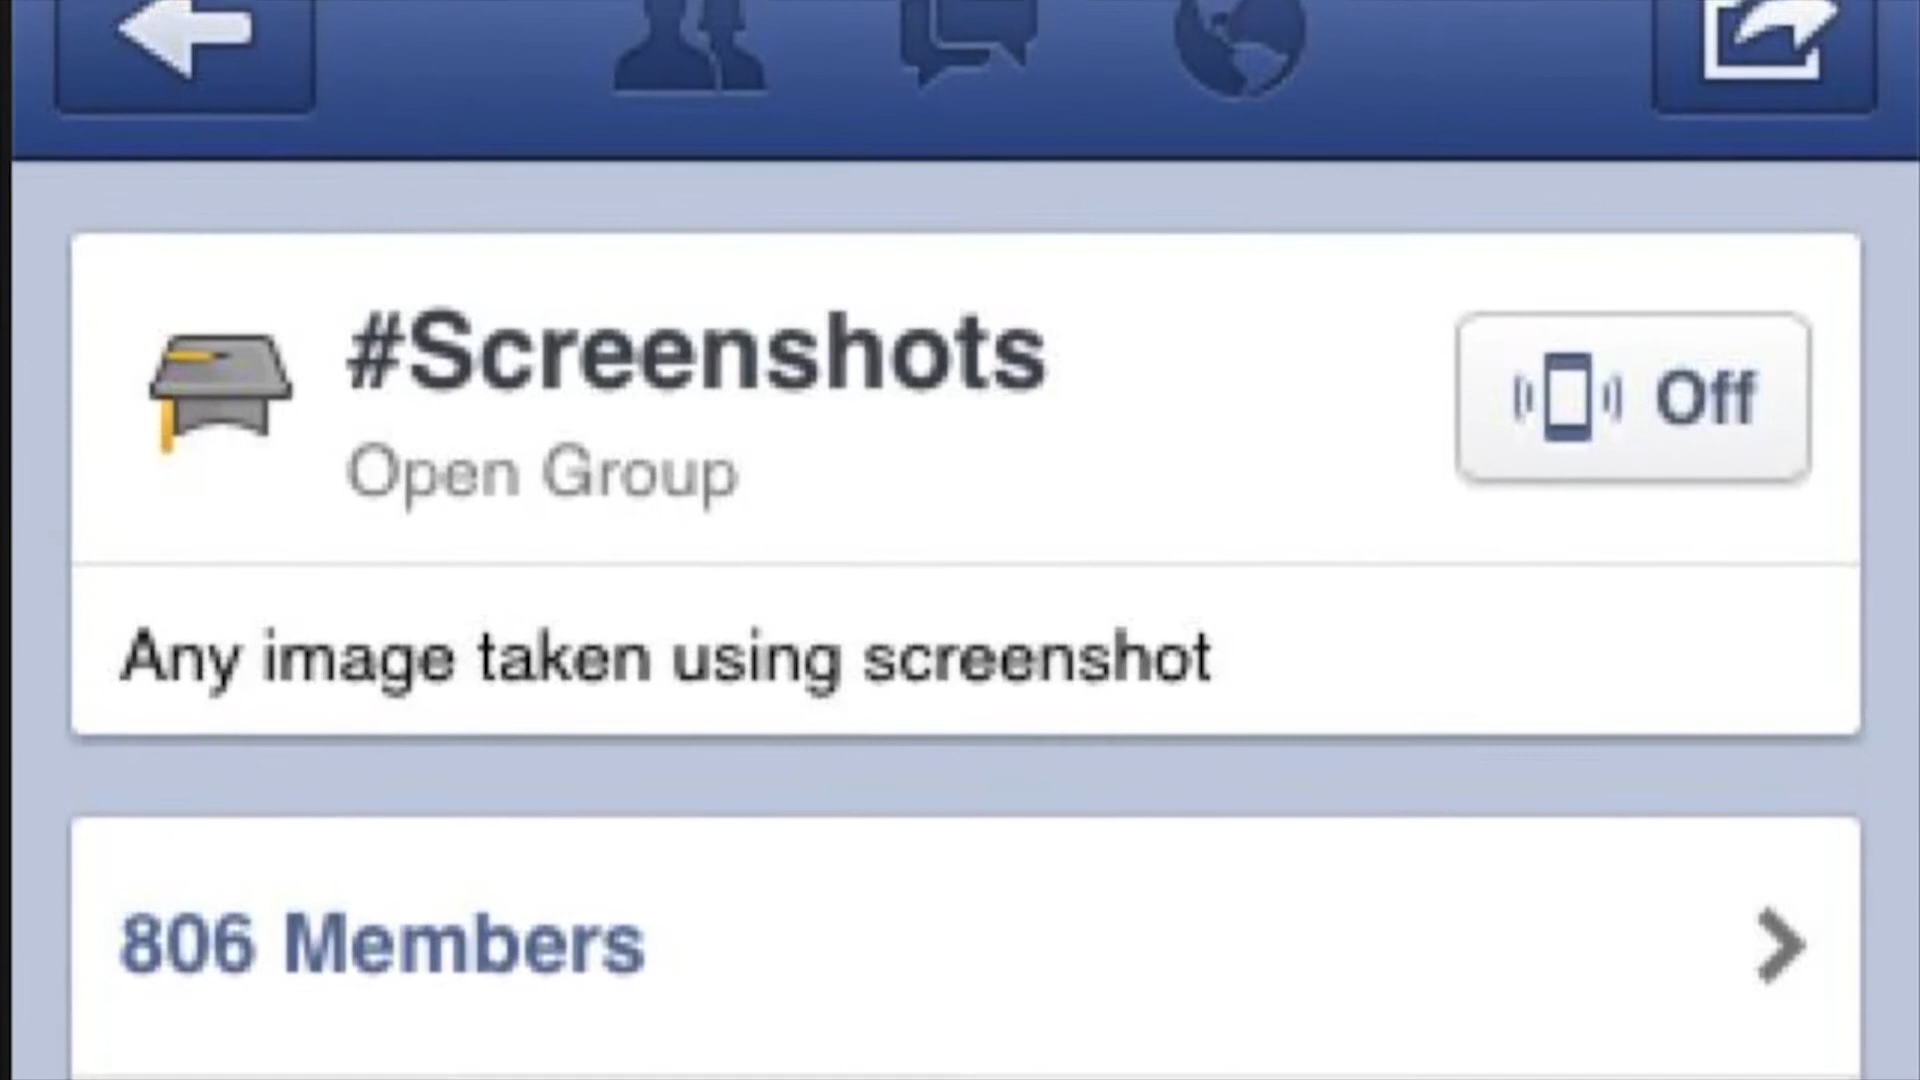 #Screenshots
Off
Open Group
Any image taken using screenshot
806 Members